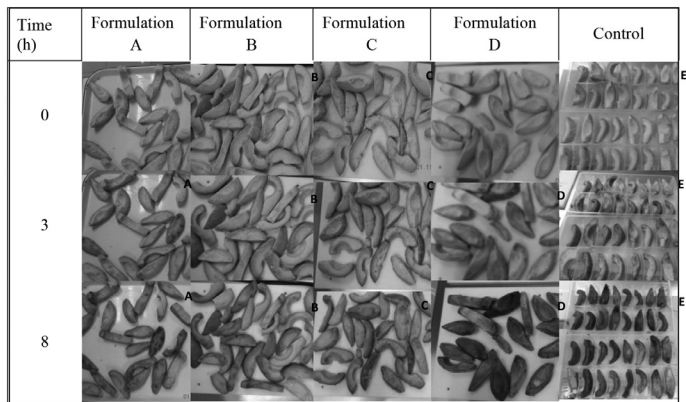 Time
(h)
Formulation
A
Formulation
B
Formulation
C
Formulation
D
Control
0
B
C
E
3
A
B
C
D
E
8
A
B
C
D
E